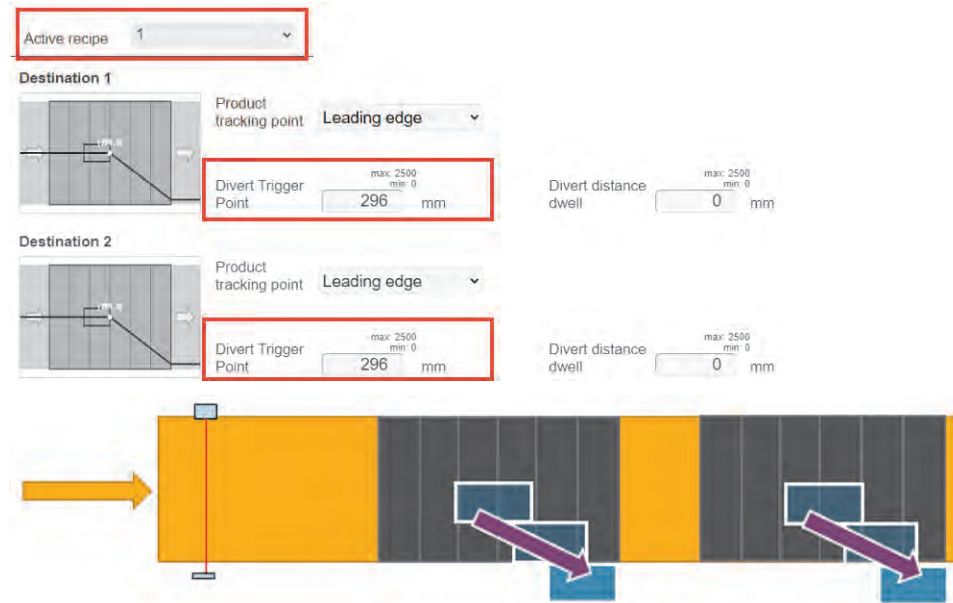 Active recipe 1
Destination 1
Product
tracking point Leading edge
max: 2500
min: 0
Divert Trigger
Point 296 mm
max: 2500
min: 0
Divert distance
dwell 0 mm
Destination 2
Product
tracking point Leading edge
max: 2500
min: 0
Divert Trigger
Point 296 mm
max: 2500
min: 0
Divert distance
dwell 0 mm